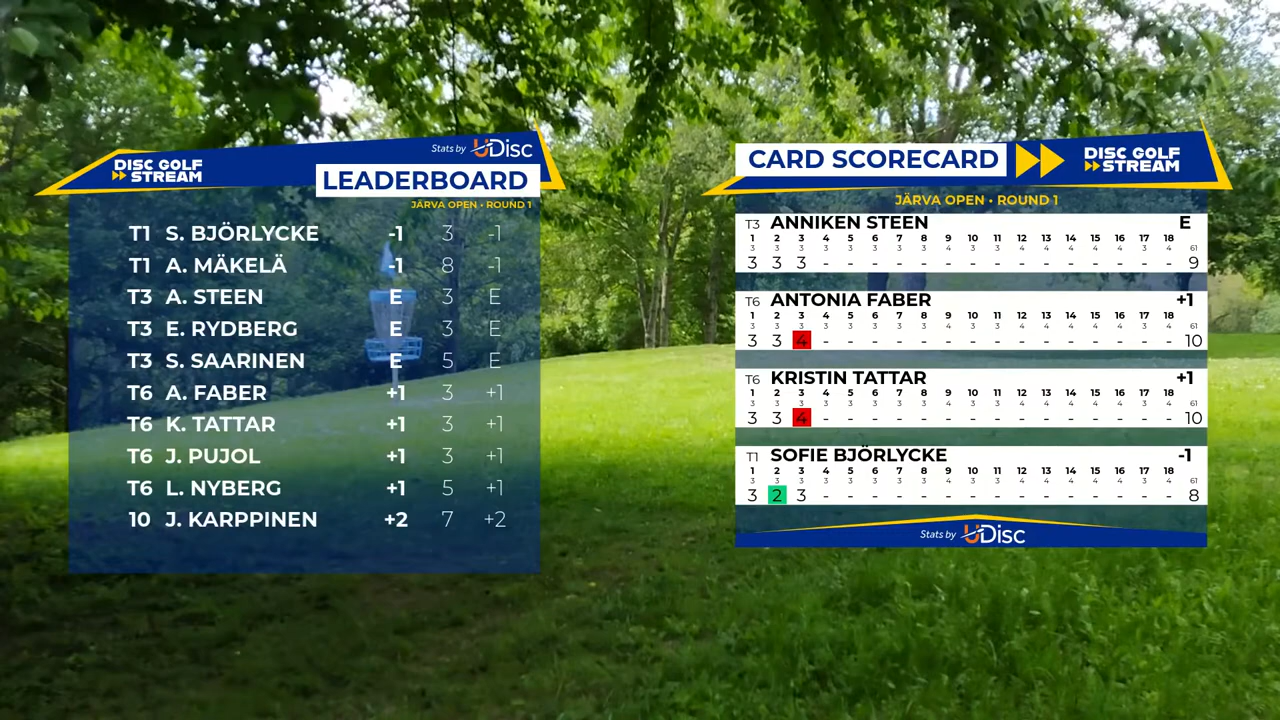 DISC GOLF
STREAM
Stats by UDisc
LEADERBOARD
JÄRVA OPEN • ROUND 1
T1 S. BJÖRLYCKE -1 3 -1
T1 A. MÄKELÄ -1 8 -1
T3 A. STEEN E 3 E
T3 E. RYDBERG E 3 E
T3 S. SAARINEN E 5 E
T6 A. FABER +1 3 +1
T6 K. TATTAR +1 3 +1
T6 J. PUJOL +1 3 +1
T6 L. NYBERG +1 5 +1
10 J. KARPPINEN +2 7 +2
CARD SCORECARD
DISC GOLF
STREAM
JÄRVA OPEN • ROUND 1
T3 ANNIKEN STEEN E
1 2 3 4 5 6 7 8 9 10 11 12 13 14 15 16 17 18
3 3 3 3 3 3 3 3 4 3 3 4 4 4 4 4 3 4 61
3 3 3 - - - - - - - - - - - - - - - 9
T6 ANTONIA FABER +1
1 2 3 4 5 6 7 8 9 10 11 12 13 14 15 16 17 18
3 3 3 3 3 3 3 3 4 3 3 4 4 4 4 4 3 4 61
3 3 4 - - - - - - - - - - - - - - - 10
T6 KRISTIN TATTAR +1
1 2 3 4 5 6 7 8 9 10 11 12 13 14 15 16 17 18
3 3 3 3 3 3 3 3 4 3 3 4 4 4 4 4 3 4 61
3 3 4 - - - - - - - - - - - - - - - 10
T1 SOFIE BJÖRLYCKE -1
1 2 3 4 5 6 7 8 9 10 11 12 13 14 15 16 17 18
3 3 3 3 3 3 3 3 4 3 3 4 4 4 4 4 3 4 61
3 2 3 - - - - - - - - - - - - - - - 8
Stats by UDisc